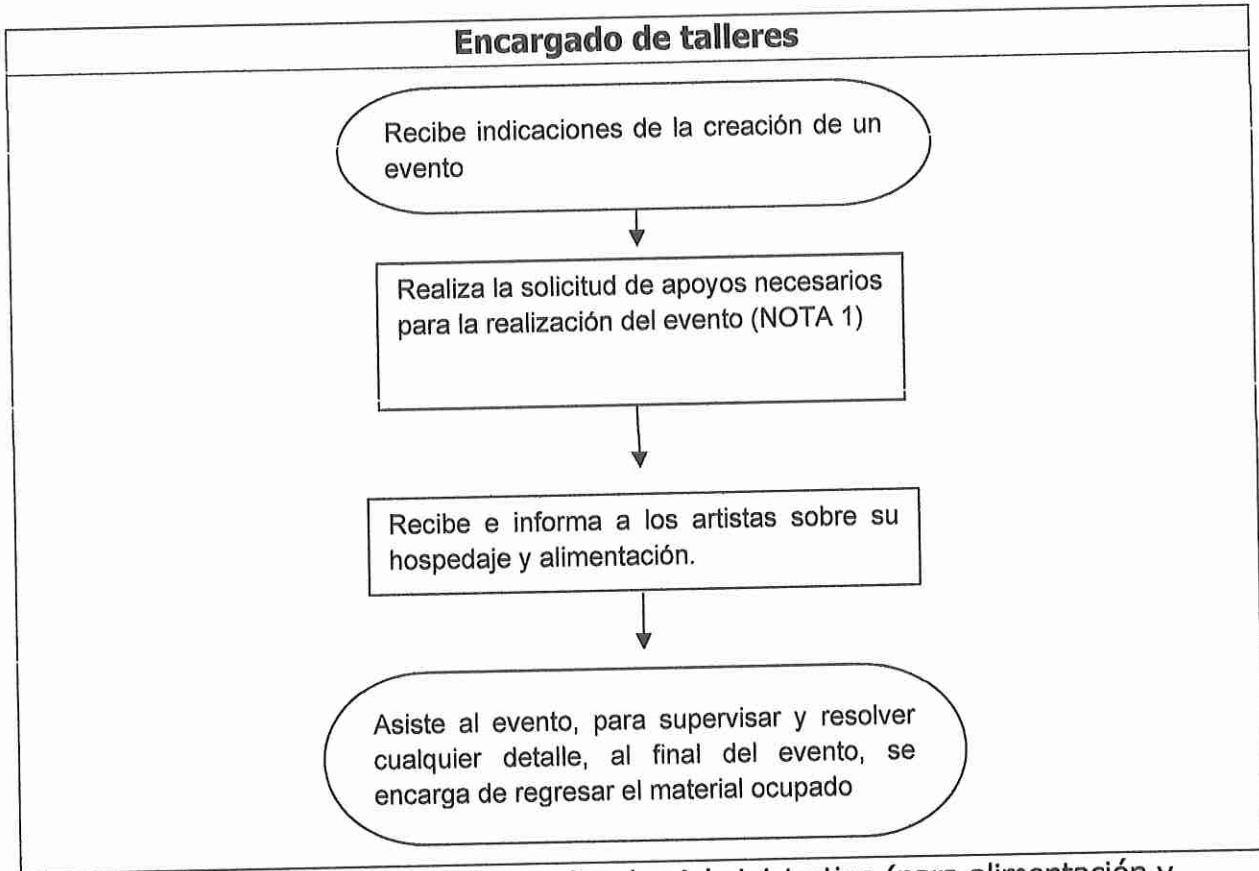 Encargado de talleres
Recibe indicaciones de la creación de un
evento
Realiza la solicitud de apoyos necesarios
para la realización del evento (NOTA 1)
Recibe e informa a los artistas sobre su
hospedaje y alimentación.
Asiste al evento, para supervisar y resolver
cualquier detalle, al final del evento, se
encarga de regresar el material ocupado
(para alimentación y